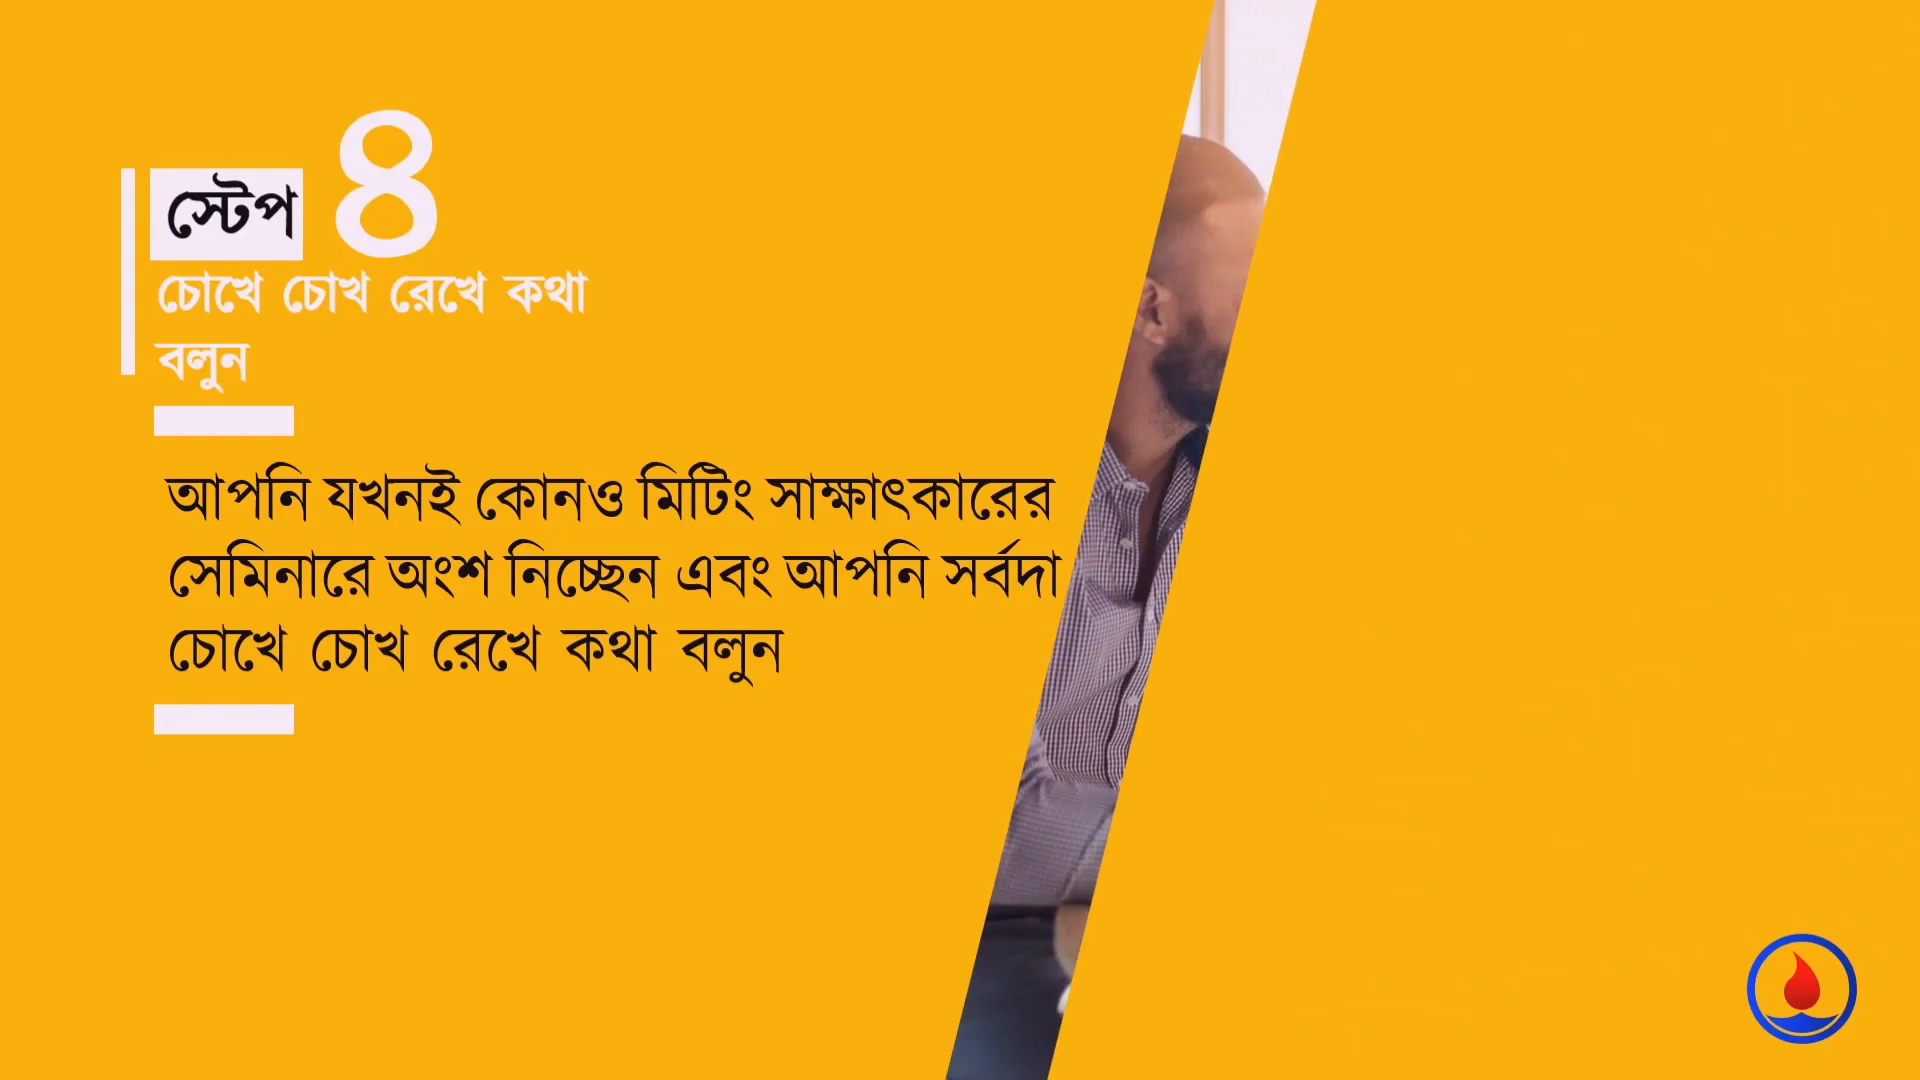 স্টেপ ৪
চোখে চোখ রেখে কথা
বলুন
আপনি যখনই কোনও মিটিং সাক্ষাৎকারের
সেমিনারে অংশ নিচ্ছেন এবং আপনি সর্বদা
চোখে চোখ রেখে কথা বলুন